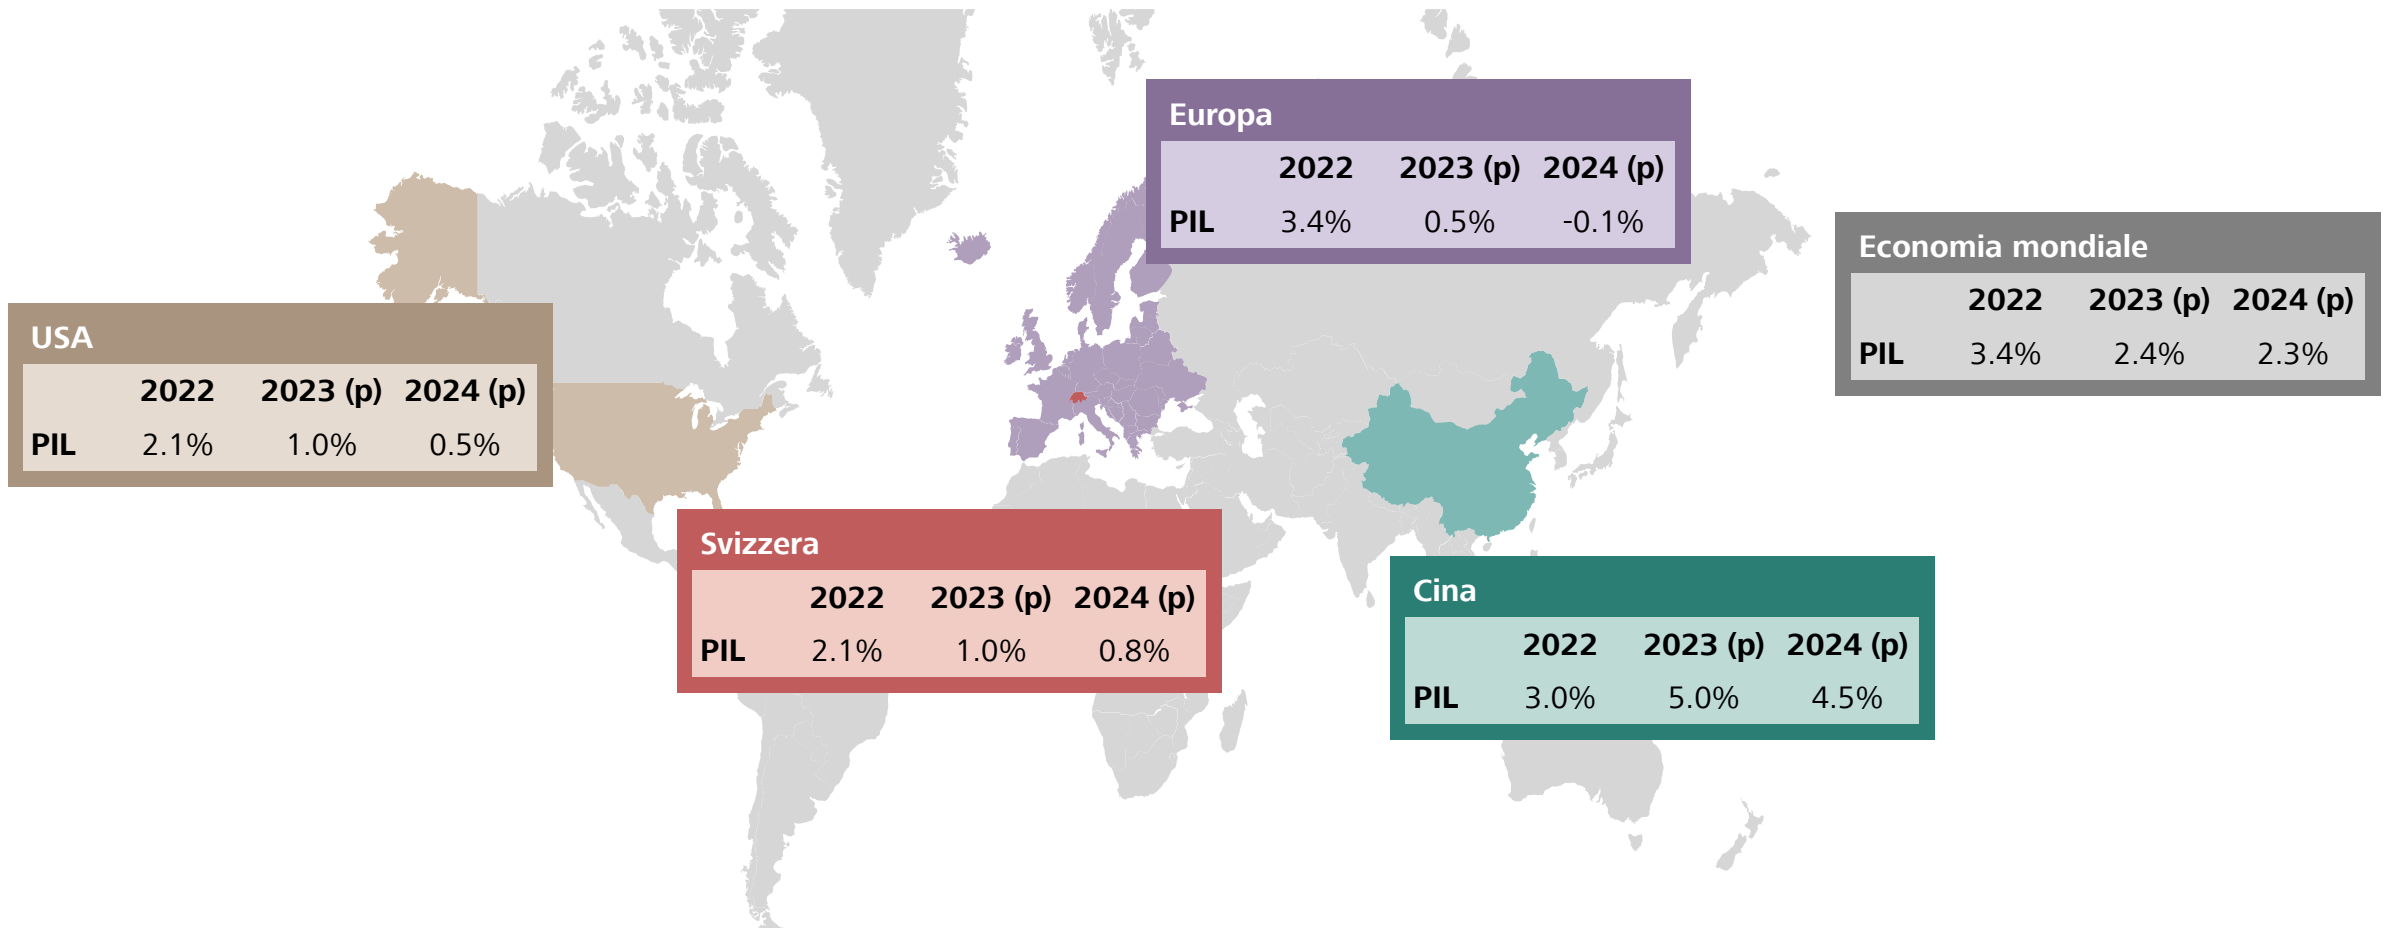 Europa
2022 2023 (p) 2024 (p)
PIL 3.4% 0.5% -0.1%
Economia mondiale
2022 2023 (p) 2024 (p)
PIL 3.4% 2.4% 2.3%
USA
2022 2023 (p) 2024 (p)
PIL 2.1% 1.0% 0.5%
Svizzera
2022 2023 (p) 2024 (p)
PIL 2.1% 1.0% 0.8%
Cina
2022 2023 (p) 2024 (p)
PIL 3.0% 5.0% 4.5%